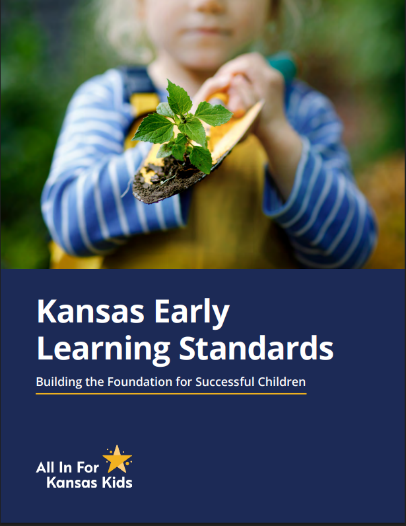 Kansas Early
Learning Standards
Building the Foundation for Successful Children
All In For
Kansas Kids